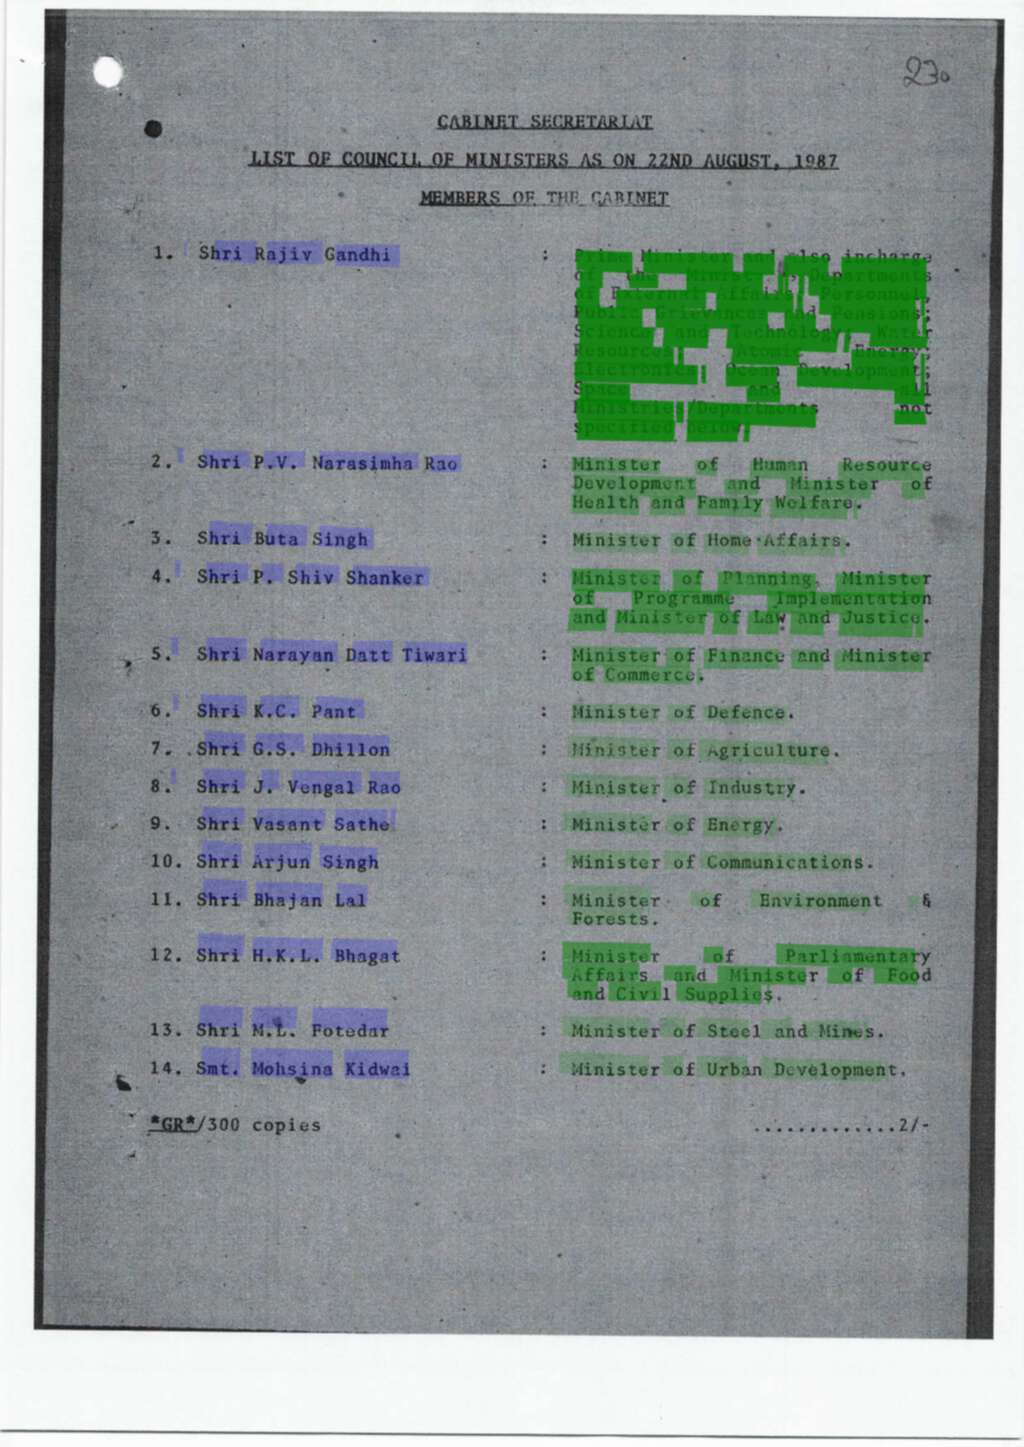 230
CABINET SECRETARIAT
LIST OF COUNCIL OF MINISTERS AS ON 22ND AUGUST, 1987
MEMBERS OF THE CABINET
1. Shri Rajiv Gandhi : Prime Minister and also incharge
of the Ministries/Departments
of External Affairs; Personnel,
Public Grievances and Pensions;
Science and Technology; Water
Resources; Atomic Energy;
Electronics; Ocean Development;
Space and all
Ministries/Departments not
specified below.
2. Shri P.V. Narasimha Rao : Minister of Human Resource
Development and Minister of
Health and Family Welfare.
3. Shri Buta Singh : Minister of Home Affairs.
4. Shri P. Shiv Shanker : Minister of Planning, Minister
of Programme Implementation
and Minister of Law and Justice.
5. Shri Narayan Datt Tiwari : Minister of Finance and Minister
of Commerce.
6. Shri K.C. Pant : Minister of Defence.
7. Shri G.S. Dhillon : Minister of Agriculture.
8. Shri J. Vengal Rao : Minister of Industry.
9. Shri Vasant Sathe : Minister of Energy.
10. Shri Arjun Singh : Minister of Communications.
11. Shri Bhajan Lal : Minister of Environment &
Forests.
12. Shri H.K.L. Bhagat : Minister of Parliamentary
Affairs and Minister of Food
and Civil Supplies.
13. Shri M.L. Fotedar : Minister of Steel and Mines.
14. Smt. Mohsina Kidwai : Minister of Urban Development.
*GR*/300 copies .............2/-